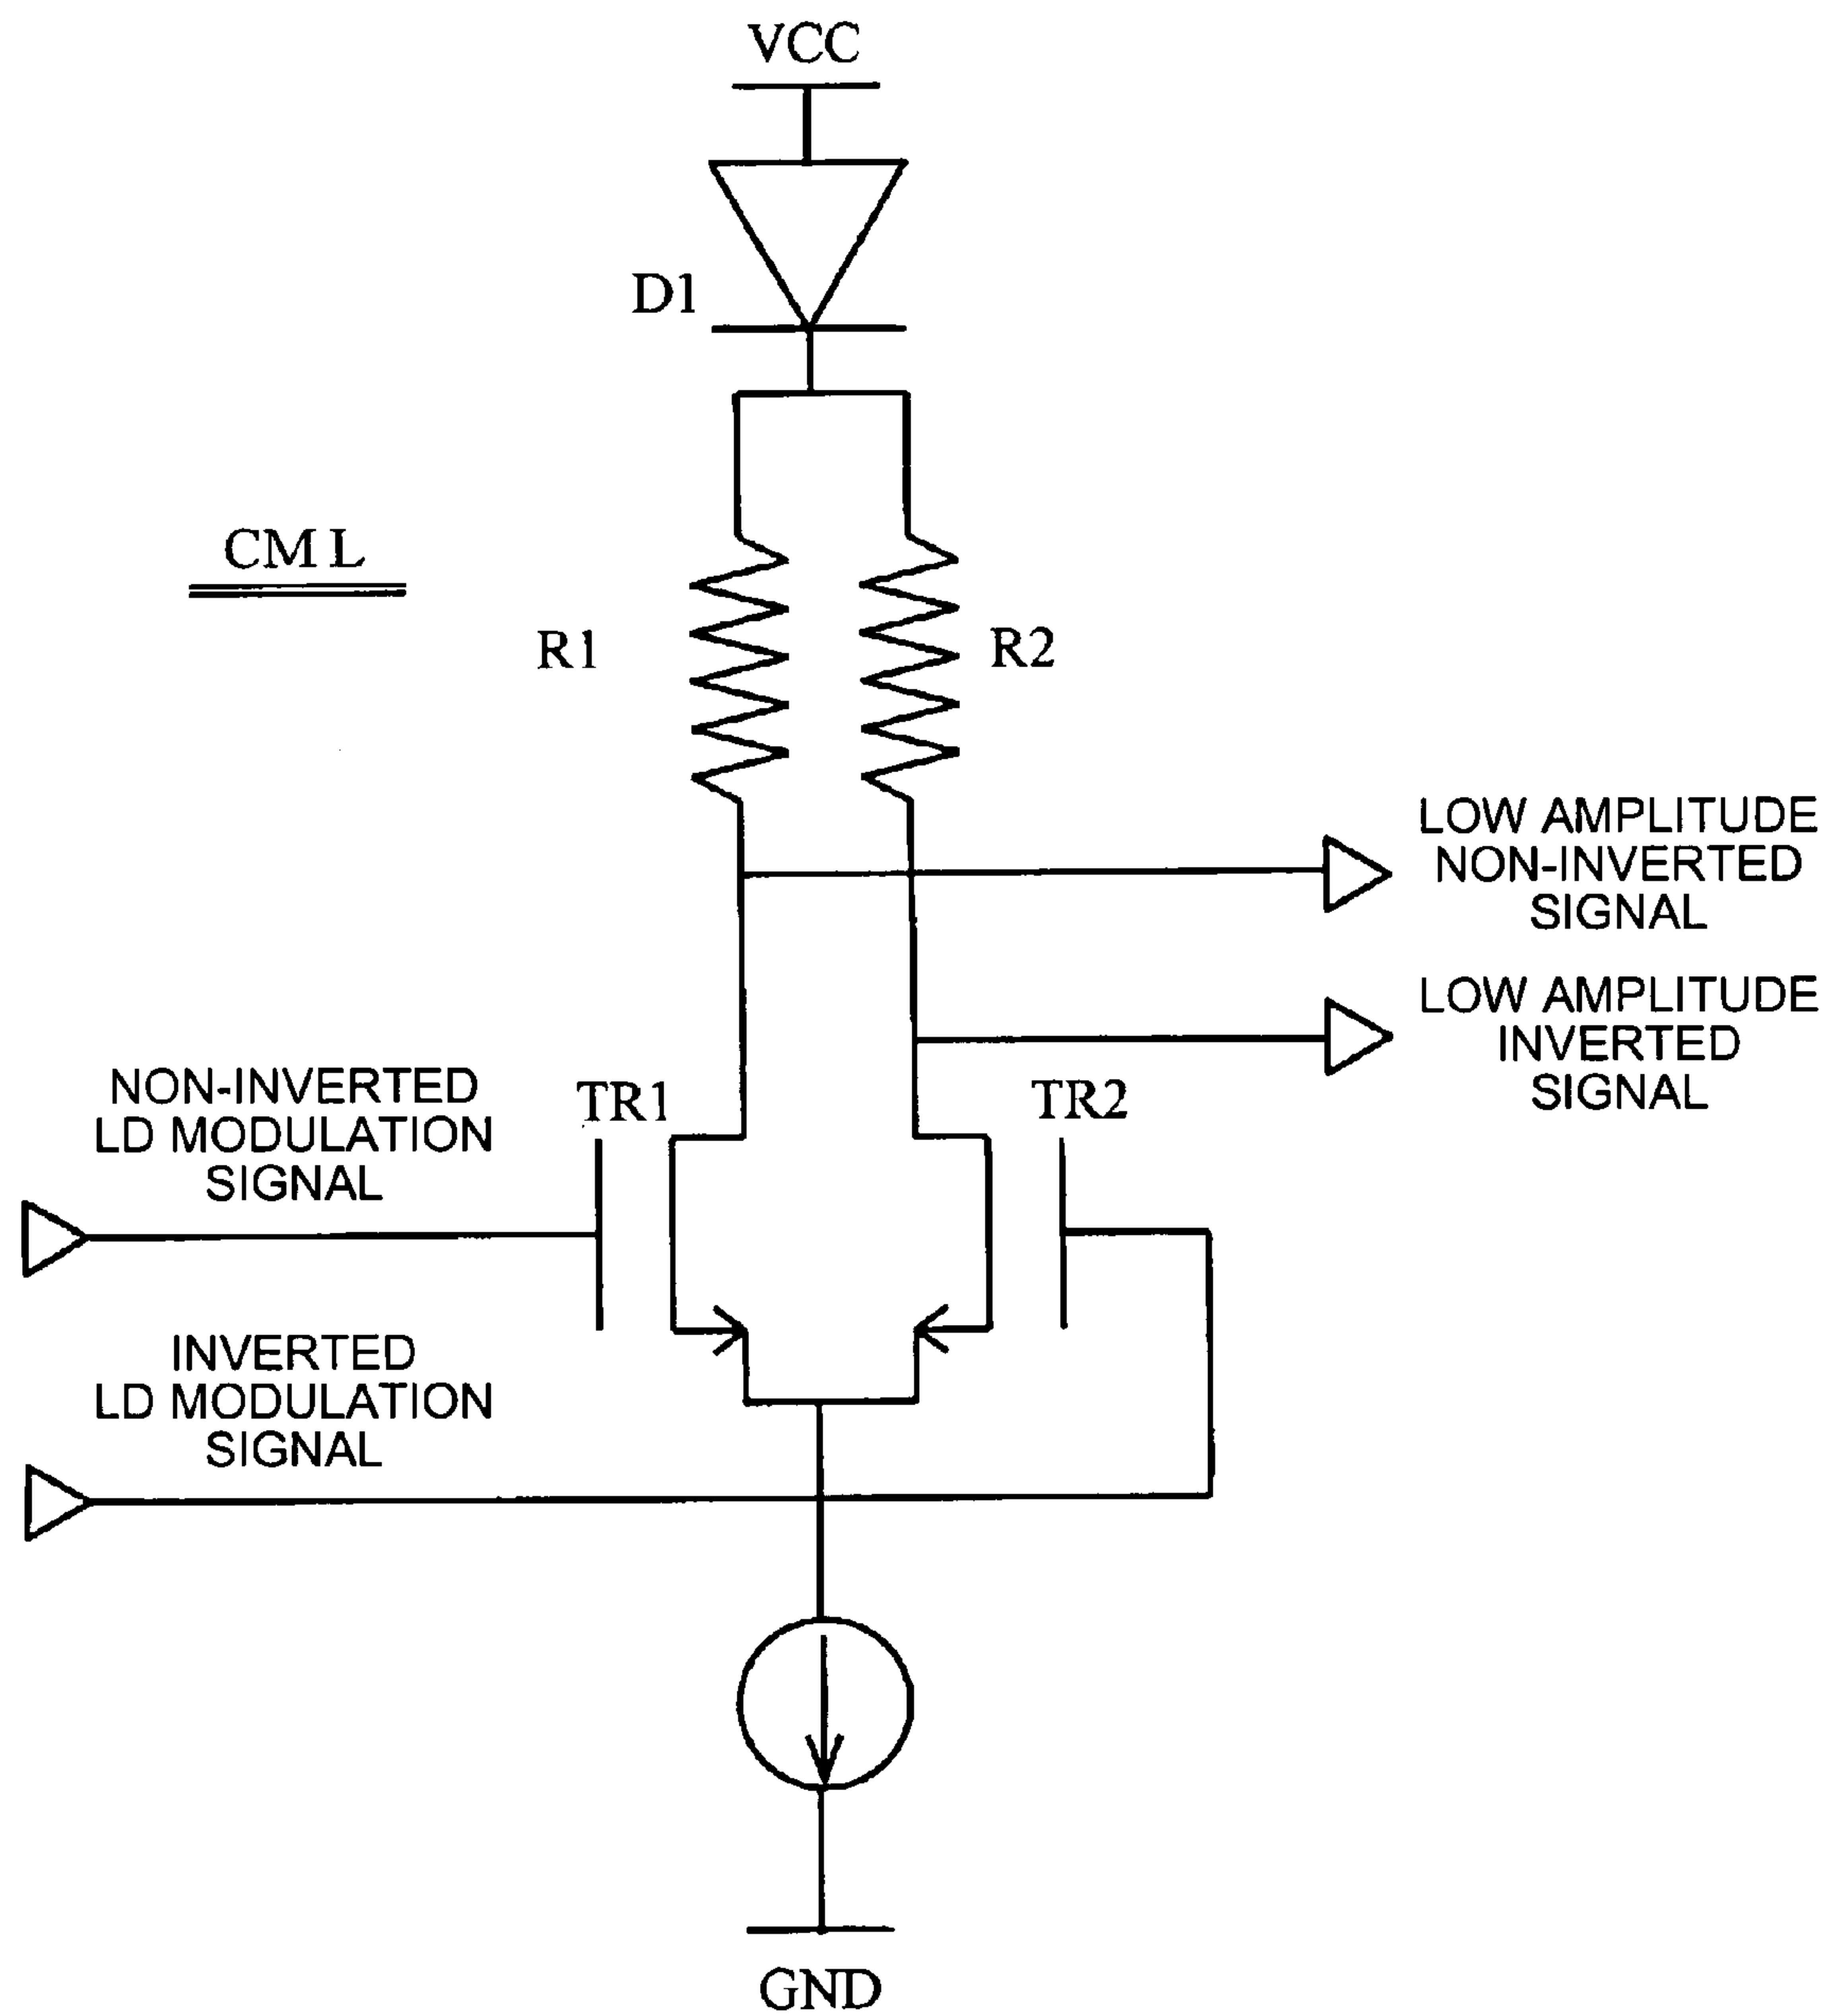 VCC
D1
CML
R1
R2
LOW AMPLITUDE
NON-INVERTED
SIGNAL
LOW AMPLITUDE
INVERTED
SIGNAL
NON-INVERTED
LD MODULATION
SIGNAL
TR1
TR2
INVERTED
LD MODULATION
SIGNAL
GND